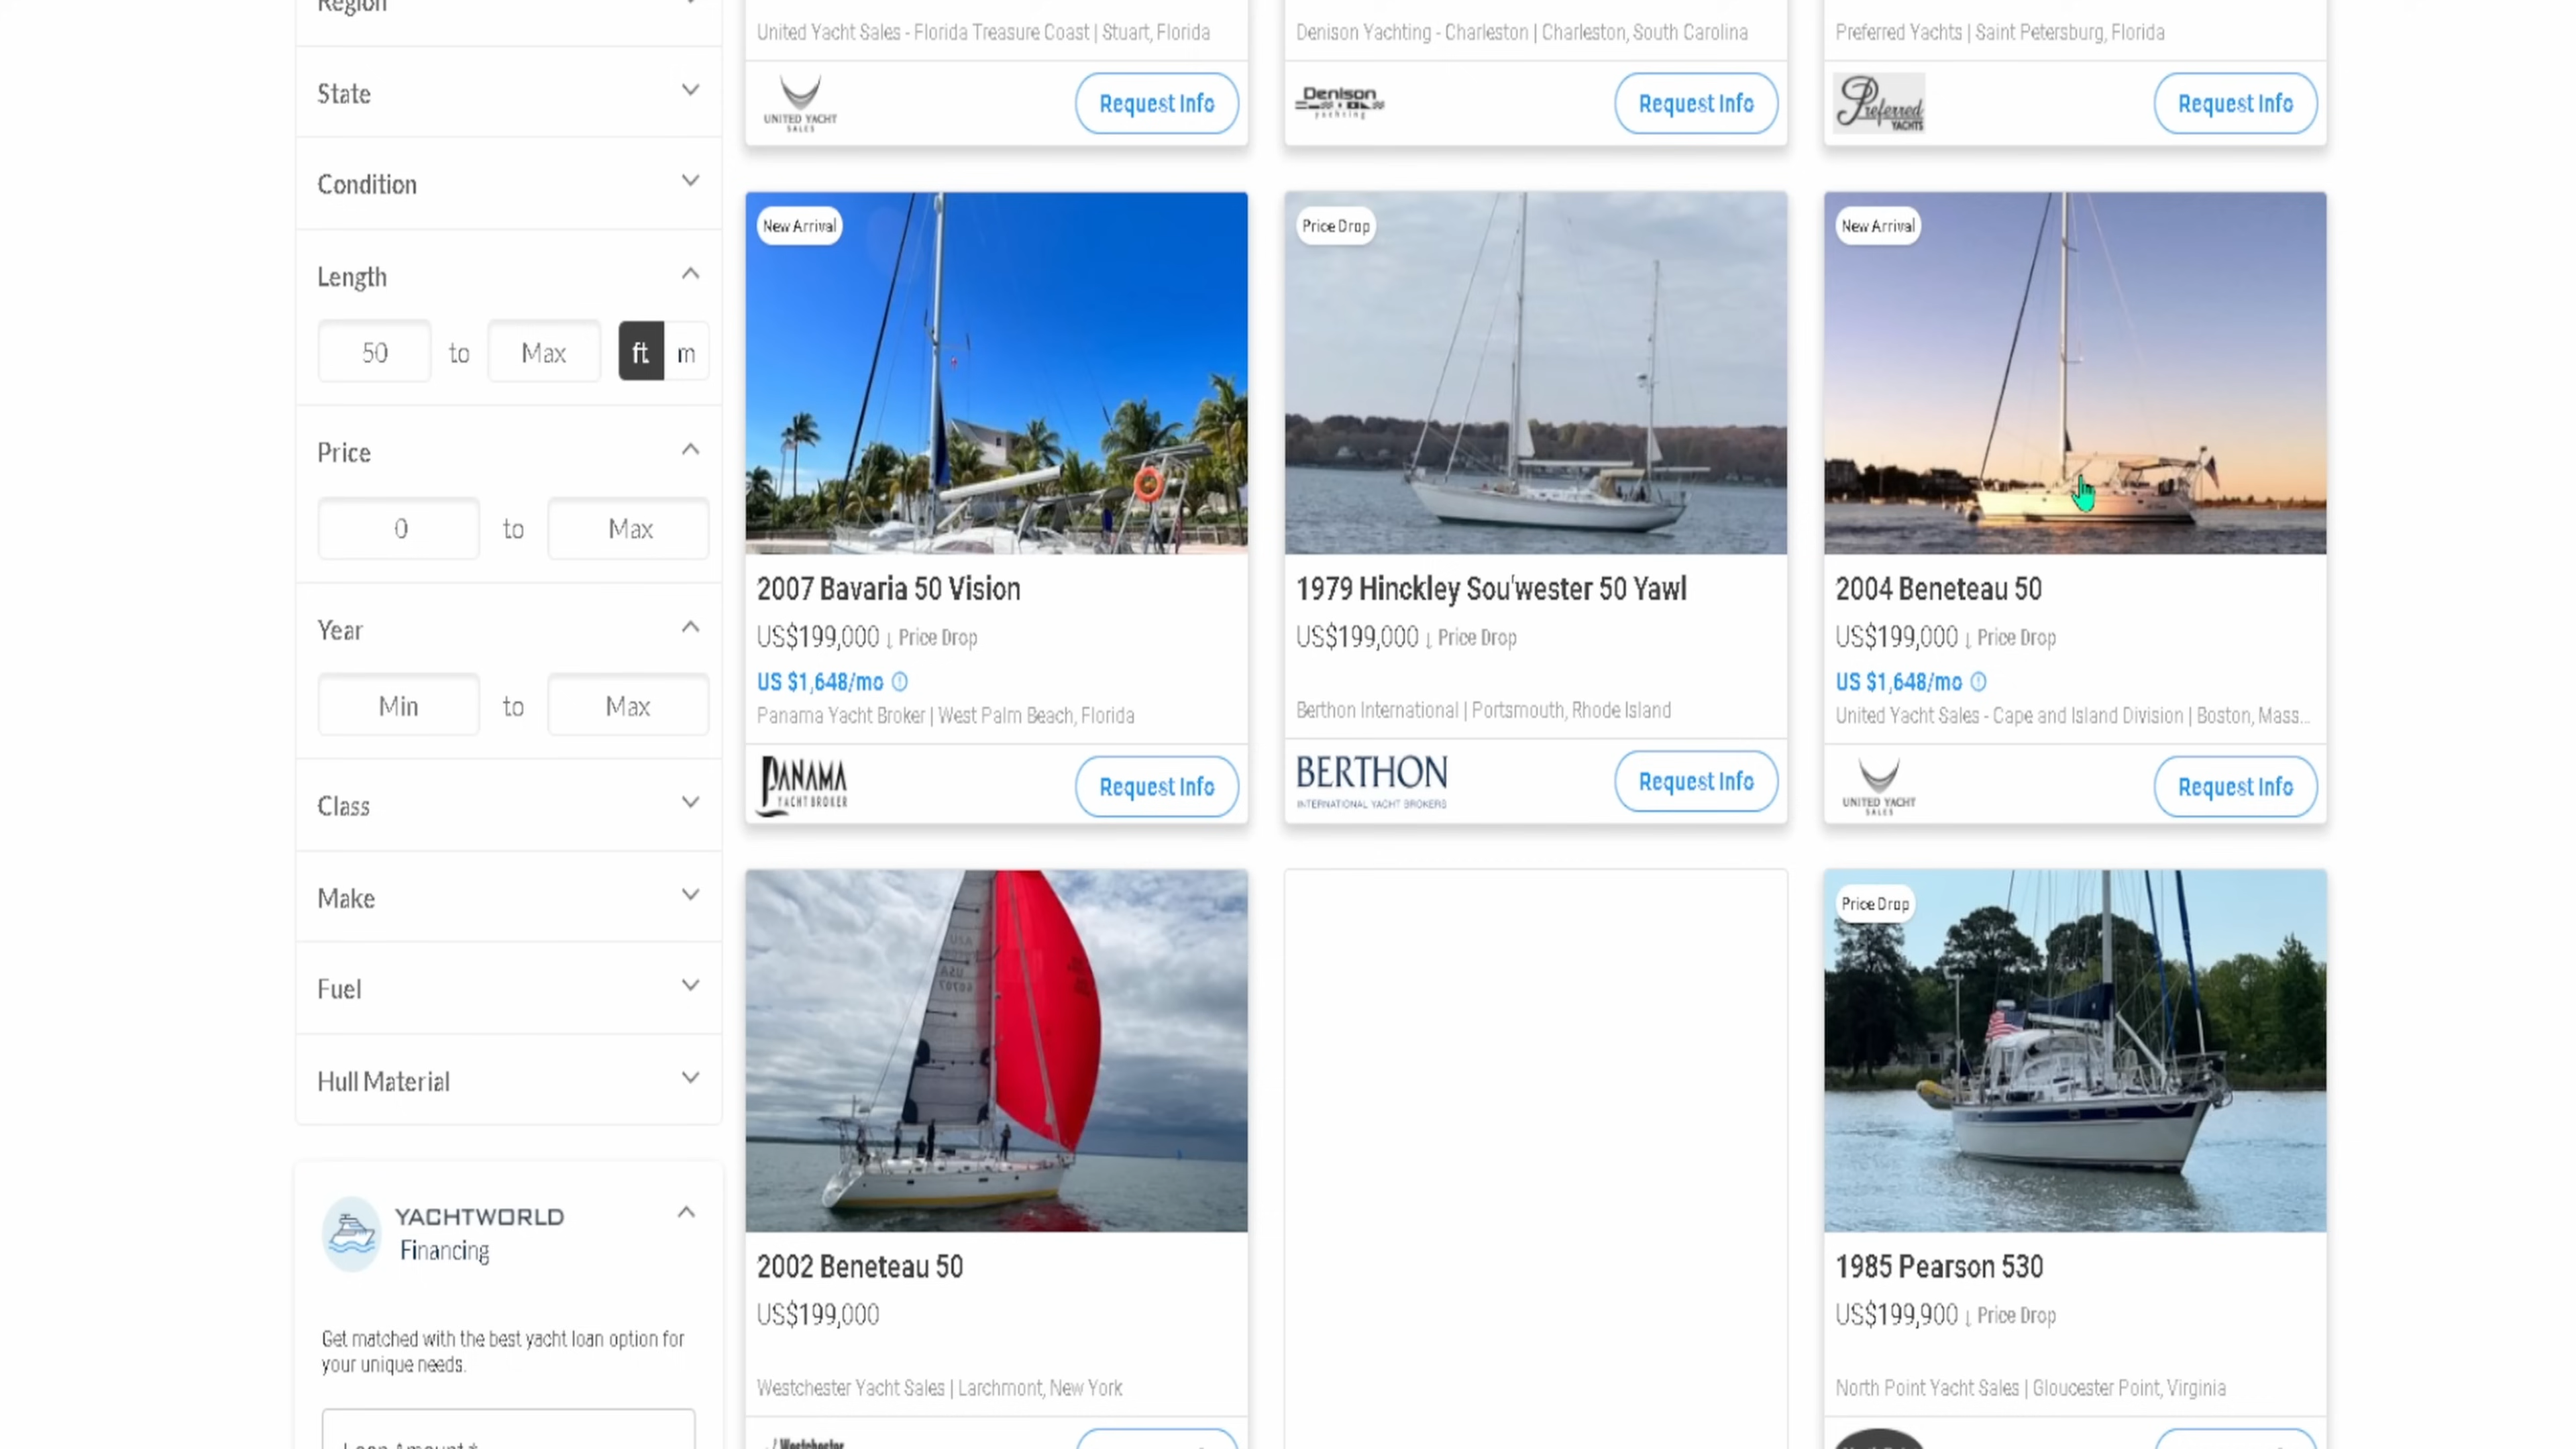 Region
State
Condition
Length
50 to Max ft m
Price
0 to Max
Year
Min to Max
Class
Make
Fuel
Hull Material
YACHTWORLD
Financing
Get matched with the best yacht loan option for
your unique needs.
Loan Amount *
United Yacht Sales - Florida Treasure Coast | Stuart, Florida
UNITED YACHT
SALES
Request Info
Denison Yachting - Charleston | Charleston, South Carolina
Denison
yachting
Request Info
Preferred Yachts | Saint Petersburg, Florida
Preferred
YACHTS
Request Info
New Arrival
2007 Bavaria 50 Vision
US$199,000 ↓ Price Drop
US $1,648/mo
Panama Yacht Broker | West Palm Beach, Florida
PANAMA
YACHT BROKER
Request Info
Price Drop
1979 Hinckley Sou'wester 50 Yawl
US$199,000 ↓ Price Drop
Berthon International | Portsmouth, Rhode Island
BERTHON
INTERNATIONAL YACHT BROKERS
Request Info
New Arrival
2004 Beneteau 50
US$199,000 ↓ Price Drop
US $1,648/mo
United Yacht Sales - Cape and Island Division | Boston, Mass...
UNITED YACHT
SALES
Request Info
USA
60707
2002 Beneteau 50
US$199,000
Westchester Yacht Sales | Larchmont, New York
Westchester
Price Drop
1985 Pearson 530
US$199,900 ↓ Price Drop
North Point Yacht Sales | Gloucester Point, Virginia